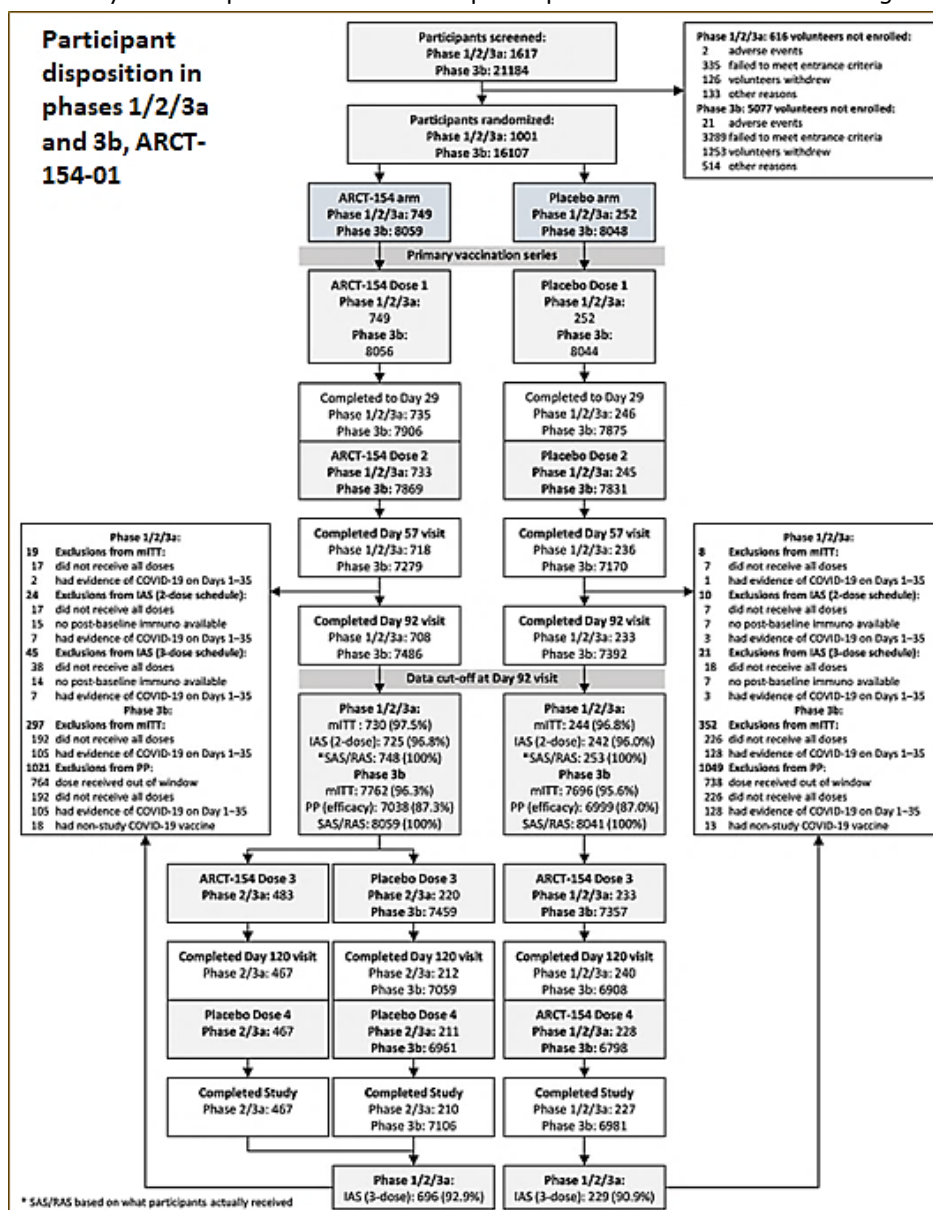 Participant
disposition in
phases 1/2/3a
and 3b, ARCT-
154-01
Participants screened:
Phase 1/2/3a: 1617
Phase 3b: 21184
Phase 1/2/3a: 616 volunteers not enrolled:
2 adverse events
335 failed to meet entrance criteria
126 volunteers withdrew
133 other reasons
Phase 3b: 5077 volunteers not enrolled:
21 adverse events
3289 failed to meet entrance criteria
1253 volunteers withdrew
514 other reasons
Participants randomized:
Phase 1/2/3a: 1001
Phase 3b: 16107
ARCT-154 arm
Phase 1/2/3a: 749
Phase 3b: 8059
Placebo arm
Phase 1/2/3a: 252
Phase 3b: 8048
Primary vaccination series
ARCT-154 Dose 1
Phase 1/2/3a:
749
Phase 3b:
8056
Placebo Dose 1
Phase 1/2/3a:
252
Phase 3b:
8044
Completed to Day 29
Phase 1/2/3a: 735
Phase 3b: 7906
Completed to Day 29
Phase 1/2/3a: 246
Phase 3b: 7875
ARCT-154 Dose 2
Phase 1/2/3a: 733
Phase 3b: 7869
Placebo Dose 2
Phase 1/2/3a: 245
Phase 3b: 7831
Completed Day 57 visit
Phase 1/2/3a: 718
Phase 3b: 7279
Completed Day 57 visit
Phase 1/2/3a: 236
Phase 3b: 7170
Phase 1/2/3a:
19 Exclusions from mITT:
17 did not receive all doses
2 had evidence of COVID-19 on Days 1–35
24 Exclusions from IAS (2-dose schedule):
17 did not receive all doses
15 no post-baseline immuno available
7 had evidence of COVID-19 on Days 1–35
45 Exclusions from IAS (3-dose schedule):
38 did not receive all doses
14 no post-baseline immuno available
7 had evidence of COVID-19 on Days 1–35
Phase 3b:
297 Exclusions from mITT:
192 did not receive all doses
105 had evidence of COVID-19 on Days 1–35
1021 Exclusions from PP:
764 dose received out of window
192 did not receive all doses
105 had evidence of COVID-19 on Day 1–35
18 had non-study COVID-19 vaccine
Phase 1/2/3a:
8 Exclusions from mITT:
7 did not receive all doses
1 had evidence of COVID-19 on Days 1–35
10 Exclusions from IAS (2-dose schedule):
7 did not receive all doses
7 no post-baseline immuno available
3 had evidence of COVID-19 on Days 1–35
21 Exclusions from IAS (3-dose schedule):
18 did not receive all doses
7 no post-baseline immuno available
3 had evidence of COVID-19 on Days 1–35
Phase 3b:
352 Exclusions from mITT:
226 did not receive all doses
128 had evidence of COVID-19 on Days 1–35
1049 Exclusions from PP:
738 dose received out of window
226 did not receive all doses
128 had evidence of COVID-19 on Days 1–35
13 had non-study COVID-19 vaccine
Completed Day 92 visit
Phase 1/2/3a: 708
Phase 3b: 7486
Completed Day 92 visit
Phase 1/2/3a: 233
Phase 3b: 7392
Data cut-off at Day 92 visit
Phase 1/2/3a:
mITT : 730 (97.5%)
IAS (2-dose): 725 (96.8%)
*SAS/RAS: 748 (100%)
Phase 3b
mITT: 7762 (96.3%)
PP (efficacy): 7038 (87.3%)
SAS/RAS: 8059 (100%)
Phase 1/2/3a:
mITT: 244 (96.8%)
IAS (2-dose): 242 (96.0%)
*SAS/RAS: 253 (100%)
Phase 3b
mITT: 7696 (95.6%)
PP (efficacy): 6999 (87.0%)
SAS/RAS: 8041 (100%)
ARCT-154 Dose 3
Phase 2/3a: 483
Placebo Dose 3
Phase 2/3a: 220
Phase 3b: 7459
ARCT-154 Dose 3
Phase 1/2/3a: 233
Phase 3b: 7357
Completed Day 120 visit
Phase 2/3a: 467
Completed Day 120 visit
Phase 2/3a: 212
Phase 3b: 7059
Completed Day 120 visit
Phase 1/2/3a: 240
Phase 3b: 6908
Placebo Dose 4
Phase 2/3a: 467
Placebo Dose 4
Phase 2/3a: 211
Phase 3b: 6961
ARCT-154 Dose 4
Phase 1/2/3a: 228
Phase 3b: 6798
Completed Study
Phase 2/3a: 467
Completed Study
Phase 2/3a: 210
Phase 3b: 7106
Completed Study
Phase 1/2/3a: 227
Phase 3b: 6981
Phase 1/2/3a:
IAS (3-dose): 696 (92.9%)
Phase 1/2/3a:
IAS (3-dose): 229 (90.9%)
* SAS/RAS based on what participants actually received